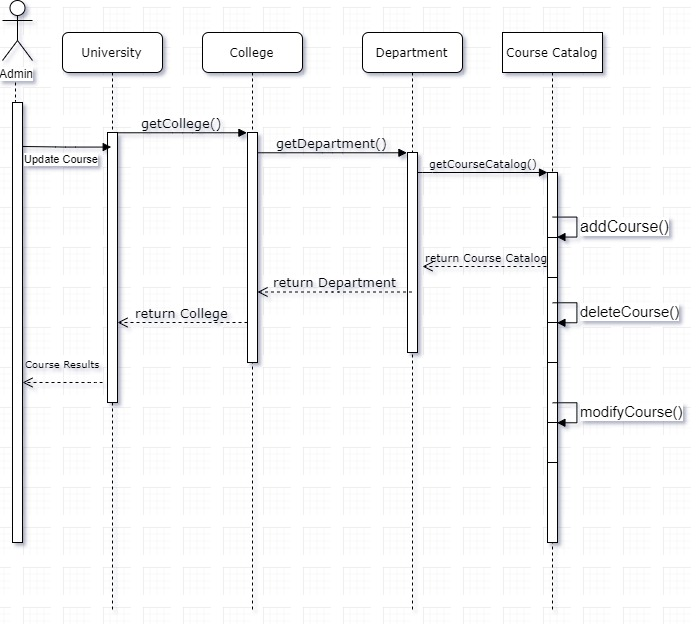 University
College
Department
Course Catalog
Admin
getCollege()
getDepartment()
Update Course
getCourseCatalog()
addCourse()
return Course Catalog
return Department
deleteCourse()
return College
Course Results
modifyCourse()